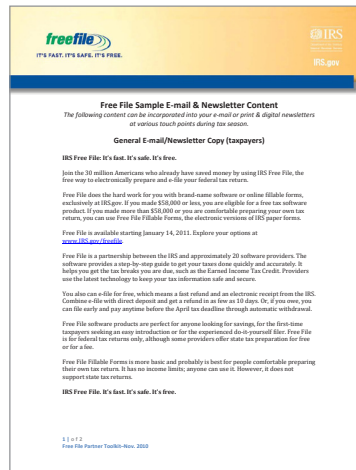 freefile
IT'S FAST. IT'S SAFE. IT'S FREE.
IRS
IRS.gov
Free File Sample E-mail & Newsletter Content
The following content can be incorporated into your e-mail or print & digital newsletters
at various touch points during tax season.
General E-mail/Newsletter Copy (taxpayers)
IRS Free File: It's fast. It's safe. It's free.
Join the 30 million Americans who already have saved money by using IRS Free File, the
free way to electronically prepare and e-file your federal tax return.
Free File does the hard work for you with brand-name software or online fillable forms,
exclusively at IRS.gov. If you made $58,000 or less, you are eligible for a free tax software
product. If you made more than $58,000 or you are comfortable preparing your own tax
return, you can use Free File Fillable Forms, the electronic versions of IRS paper forms.
Free File is available starting January 14, 2011. Explore your options at
www.IRS.gov/freefile.
Free File is a partnership between the IRS and approximately 20 software providers. The
software provides a step-by-step guide to get your taxes done quickly and accurately. It
helps you get the tax breaks you are due, such as the Earned Income Tax Credit. Providers
use the latest technology to keep your tax information safe and secure.
You also can e-file for free, which means a fast refund and an electronic receipt from the IRS.
Combine e-file with direct deposit and get a refund in as few as 10 days. Or, if you owe, you
can file early and pay anytime before the April tax deadline through automatic withdrawal.
Free File software products are perfect for anyone looking for savings, for the first-time
taxpayers seeking an easy introduction or for the experienced do-it-yourself filer. Free File
is for federal tax returns only, although some providers offer state tax preparation for free
or for a fee.
Free File Fillable Forms is more basic and probably is best for people comfortable preparing
their own tax return. It has no income limits; anyone can use it. However, it does not
support state tax returns.
IRS Free File. It's fast. It's safe. It's free.
1 | of 2
Free File Partner Toolkit–Nov. 2010